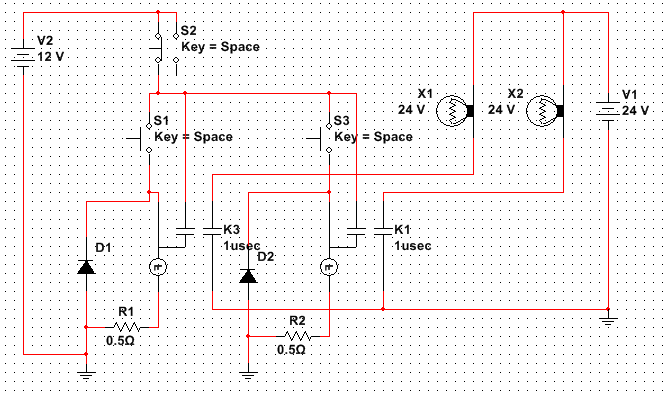 V2
12 V
S2
Key = Space
S1
Key = Space
S3
Key = Space
X1
24 V
X2
24 V
V1
24 V
D1
K3
1usec
D2
K1
1usec
R1
0.5Ω
R2
0.5Ω